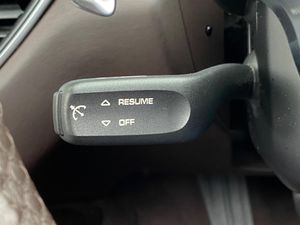 △ RESUME
▽ OFF